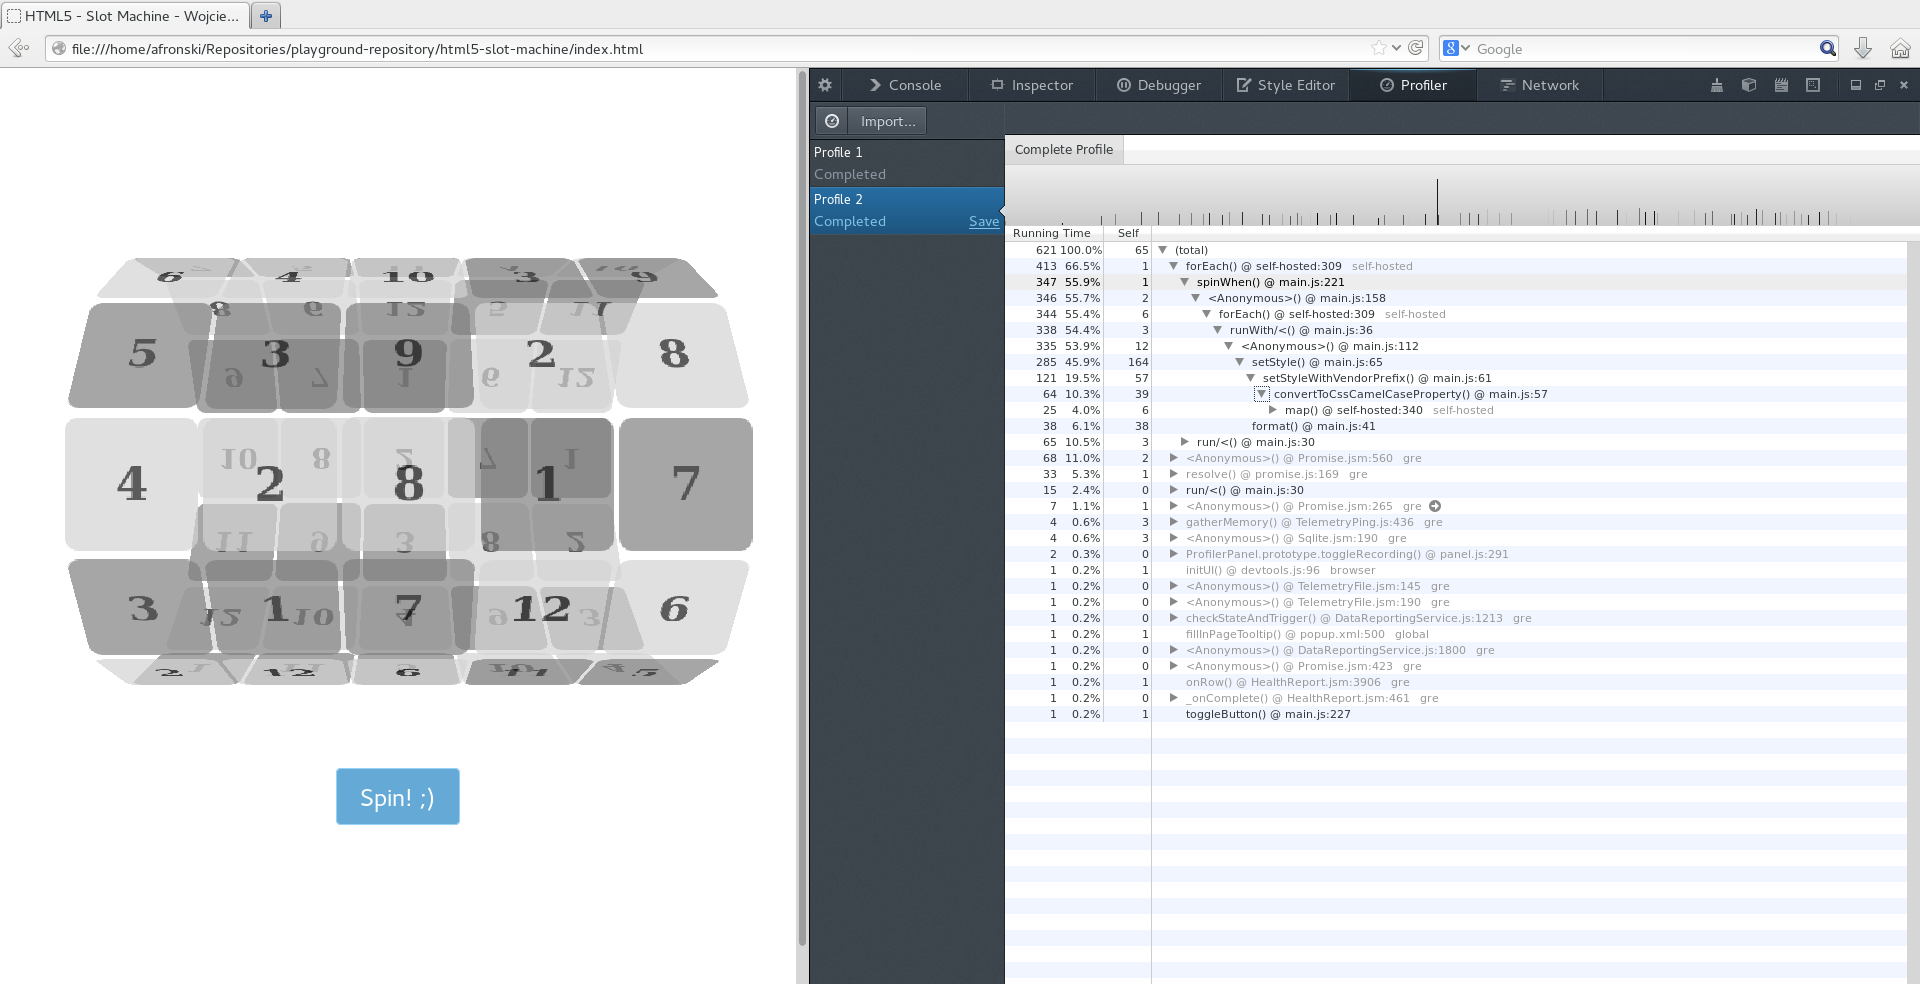 HTML5 - Slot Machine - Wojcie...
file:///home/afronski/Repositories/playground-repository/html5-slot-machine/index.html
8 Google
Console Inspector Debugger Style Editor Profiler Network
Import...
Profile 1
Completed
Profile 2
Completed Save
Complete Profile
Running Time Self
621 100.0% 65 (total)
413 66.5% 1 forEach() @ self-hosted:309 self-hosted
347 55.9% 1 spinWhen() @ main.js:221
346 55.7% 2 <Anonymous>() @ main.js:158
344 55.4% 6 forEach() @ self-hosted:309 self-hosted
338 54.4% 3 runWith/<() @ main.js:36
335 53.9% 12 <Anonymous>() @ main.js:112
285 45.9% 164 setStyle() @ main.js:65
121 19.5% 57 setStyleWithVendorPrefix() @ main.js:61
64 10.3% 39 convertToCssCamelCaseProperty() @ main.js:57
25 4.0% 6 map() @ self-hosted:340 self-hosted
38 6.1% 38 format() @ main.js:41
65 10.5% 3 run/<() @ main.js:30
68 11.0% 2 <Anonymous>() @ Promise.jsm:560 gre
33 5.3% 1 resolve() @ promise.js:169 gre
15 2.4% 0 run/<() @ main.js:30
7 1.1% 1 <Anonymous>() @ Promise.jsm:265 gre
4 0.6% 3 gatherMemory() @ TelemetryPing.js:436 gre
4 0.6% 3 <Anonymous>() @ Sqlite.jsm:190 gre
2 0.3% 0 ProfilerPanel.prototype.toggleRecording() @ panel.js:291
1 0.2% 1 initUI() @ devtools.js:96 browser
1 0.2% 0 <Anonymous>() @ TelemetryFile.jsm:145 gre
1 0.2% 0 <Anonymous>() @ TelemetryFile.jsm:190 gre
1 0.2% 0 checkStateAndTrigger() @ DataReportingService.js:1213 gre
1 0.2% 1 fillInPageTooltip() @ popup.xml:500 global
1 0.2% 0 <Anonymous>() @ DataReportingService.js:1800 gre
1 0.2% 0 <Anonymous>() @ Promise.jsm:423 gre
1 0.2% 1 onRow() @ HealthReport.jsm:3906 gre
1 0.2% 0 _onComplete() @ HealthReport.jsm:461 gre
1 0.2% 1 toggleButton() @ main.js:227
6 4 10 3 9
5 3 9 2 8
4 2 8 1 7
3 1 7 12 6
2 12 6 11 5
Spin! ;)